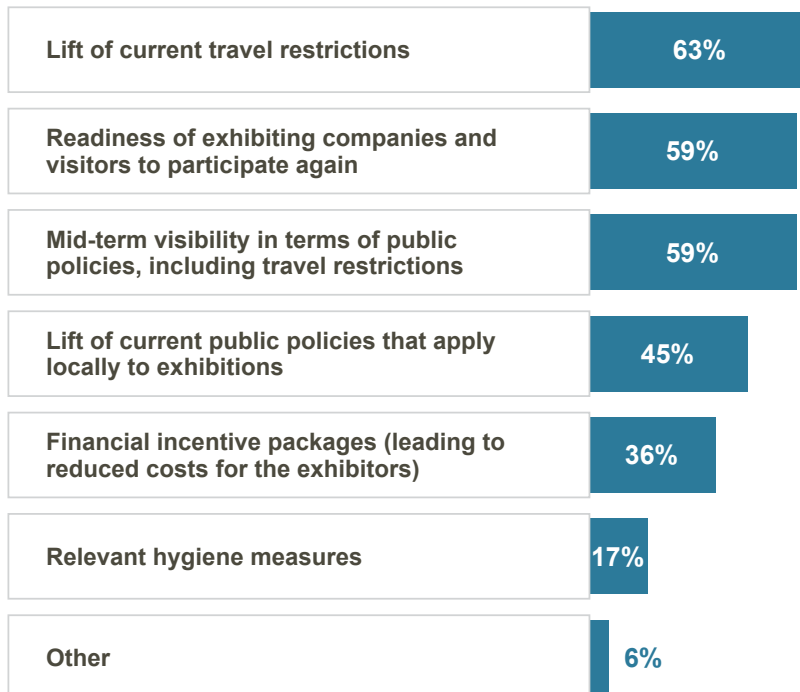 Lift of current travel restrictions
63%
Readiness of exhibiting companies and
visitors to participate again
59%
Mid-term visibility in terms of public
policies, including travel restrictions
59%
Lift of current public policies that apply
locally to exhibitions
45%
Financial incentive packages (leading to
reduced costs for the exhibitors)
36%
Relevant hygiene measures
17%
Other
6%